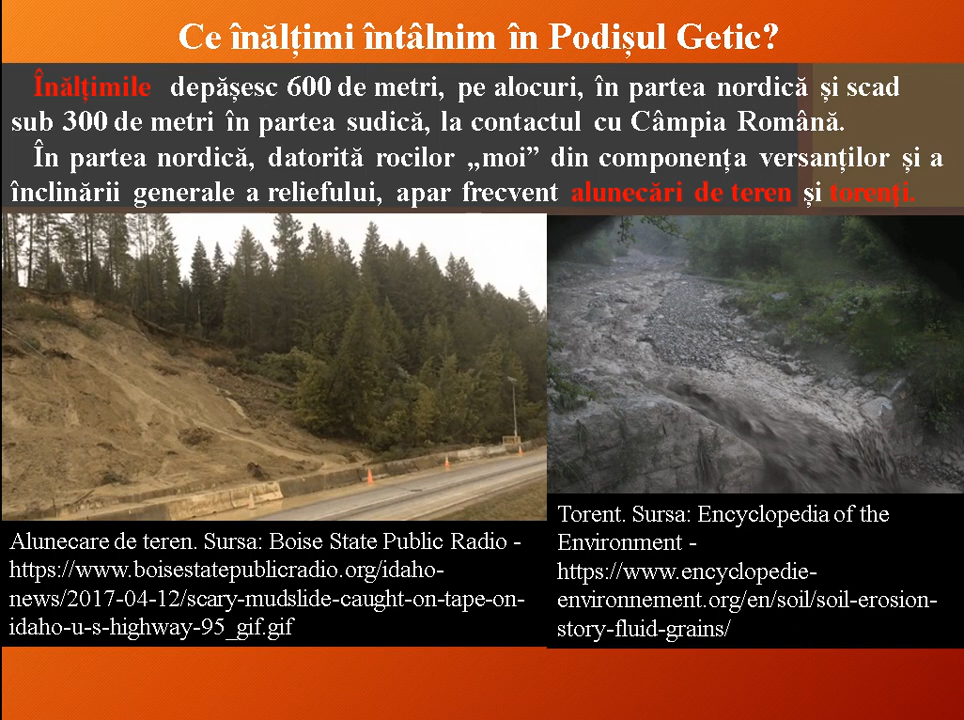 Ce înălțimi întâlnim în Podișul Getic?
Înălțimile depășesc 600 de metri, pe alocuri, în partea nordică și scad
sub 300 de metri în partea sudică, la contactul cu Câmpia Română.
În partea nordică, datorită rocilor „moi” din componența versanților și a
înclinării generale a reliefului, apar frecvent alunecări de teren și torenți.
Alunecare de teren. Sursa: Boise State Public Radio -
https://www.boisestatepublicradio.org/idaho-
news/2017-04-12/scary-mudslide-caught-on-tape-on-
idaho-u-s-highway-95_gif.gif
Torent. Sursa: Encyclopedia of the
Environment -
https://www.encyclopedie-
environnement.org/en/soil/soil-erosion-
story-fluid-grains/